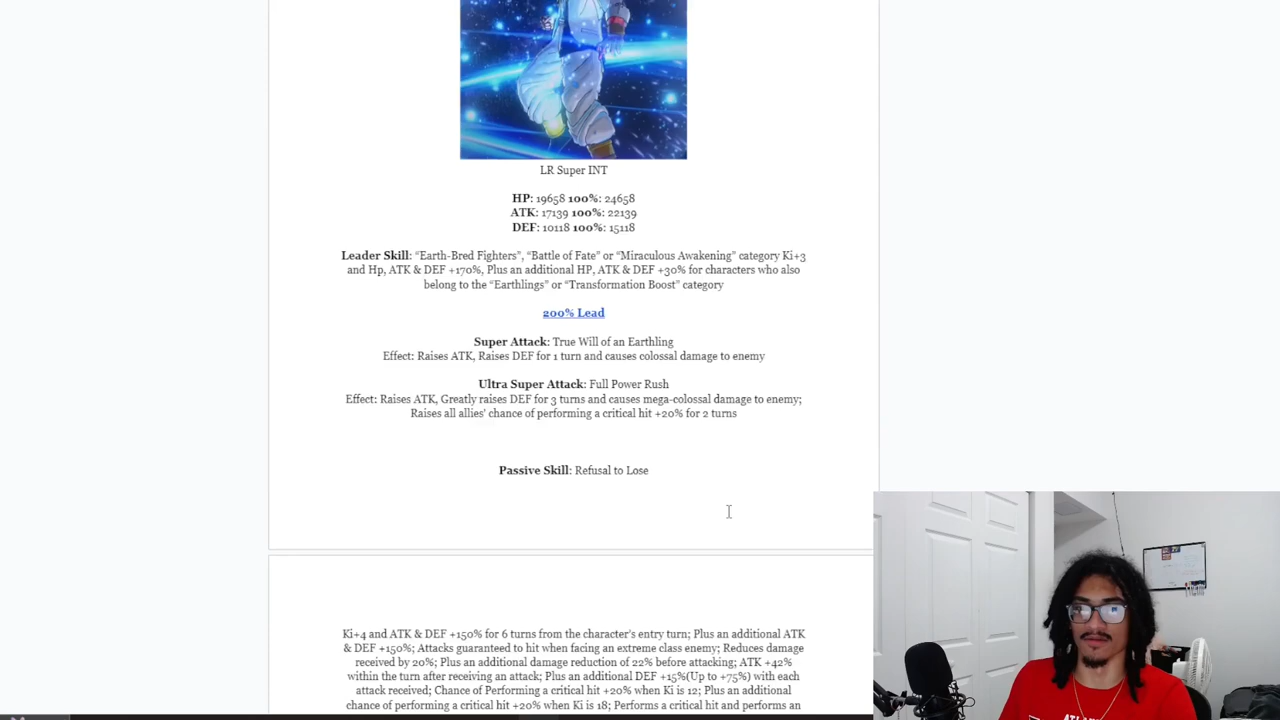 LR Super INT
HP: 19658 100%: 24658
ATK: 17139 100%: 22139
DEF: 10118 100%: 15118
Leader Skill: “Earth-Bred Fighters”, “Battle of Fate” or “Miraculous Awakening” category Ki+3
and Hp, ATK & DEF +170%, Plus an additional HP, ATK & DEF +30% for characters who also
belong to the “Earthlings” or “Transformation Boost” category
200% Lead
Super Attack: True Will of an Earthling
Effect: Raises ATK, Raises DEF for 1 turn and causes colossal damage to enemy
Ultra Super Attack: Full Power Rush
Effect: Raises ATK, Greatly raises DEF for 3 turns and causes mega-colossal damage to enemy;
Raises all allies’ chance of performing a critical hit +20% for 2 turns
Passive Skill: Refusal to Lose
Ki+4 and ATK & DEF +150% for 6 turns from the character’s entry turn; Plus an additional ATK
& DEF +150%; Attacks guaranteed to hit when facing an extreme class enemy; Reduces damage
received by 20%; Plus an additional damage reduction of 22% before attacking; ATK +42%
within the turn after receiving an attack; Plus an additional DEF +15%(Up to +75%) with each
attack received; Chance of Performing a critical hit +20% when Ki is 12; Plus an additional
chance of performing a critical hit +20% when Ki is 18; Performs a critical hit and performs an